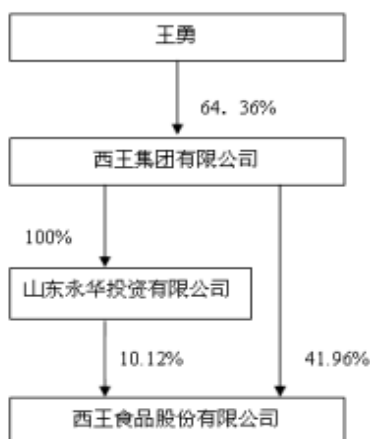 王勇
64．36%
西王集团有限公司
100%
山东永华投资有限公司
10.12%
41.96%
西王食品股份有限公司